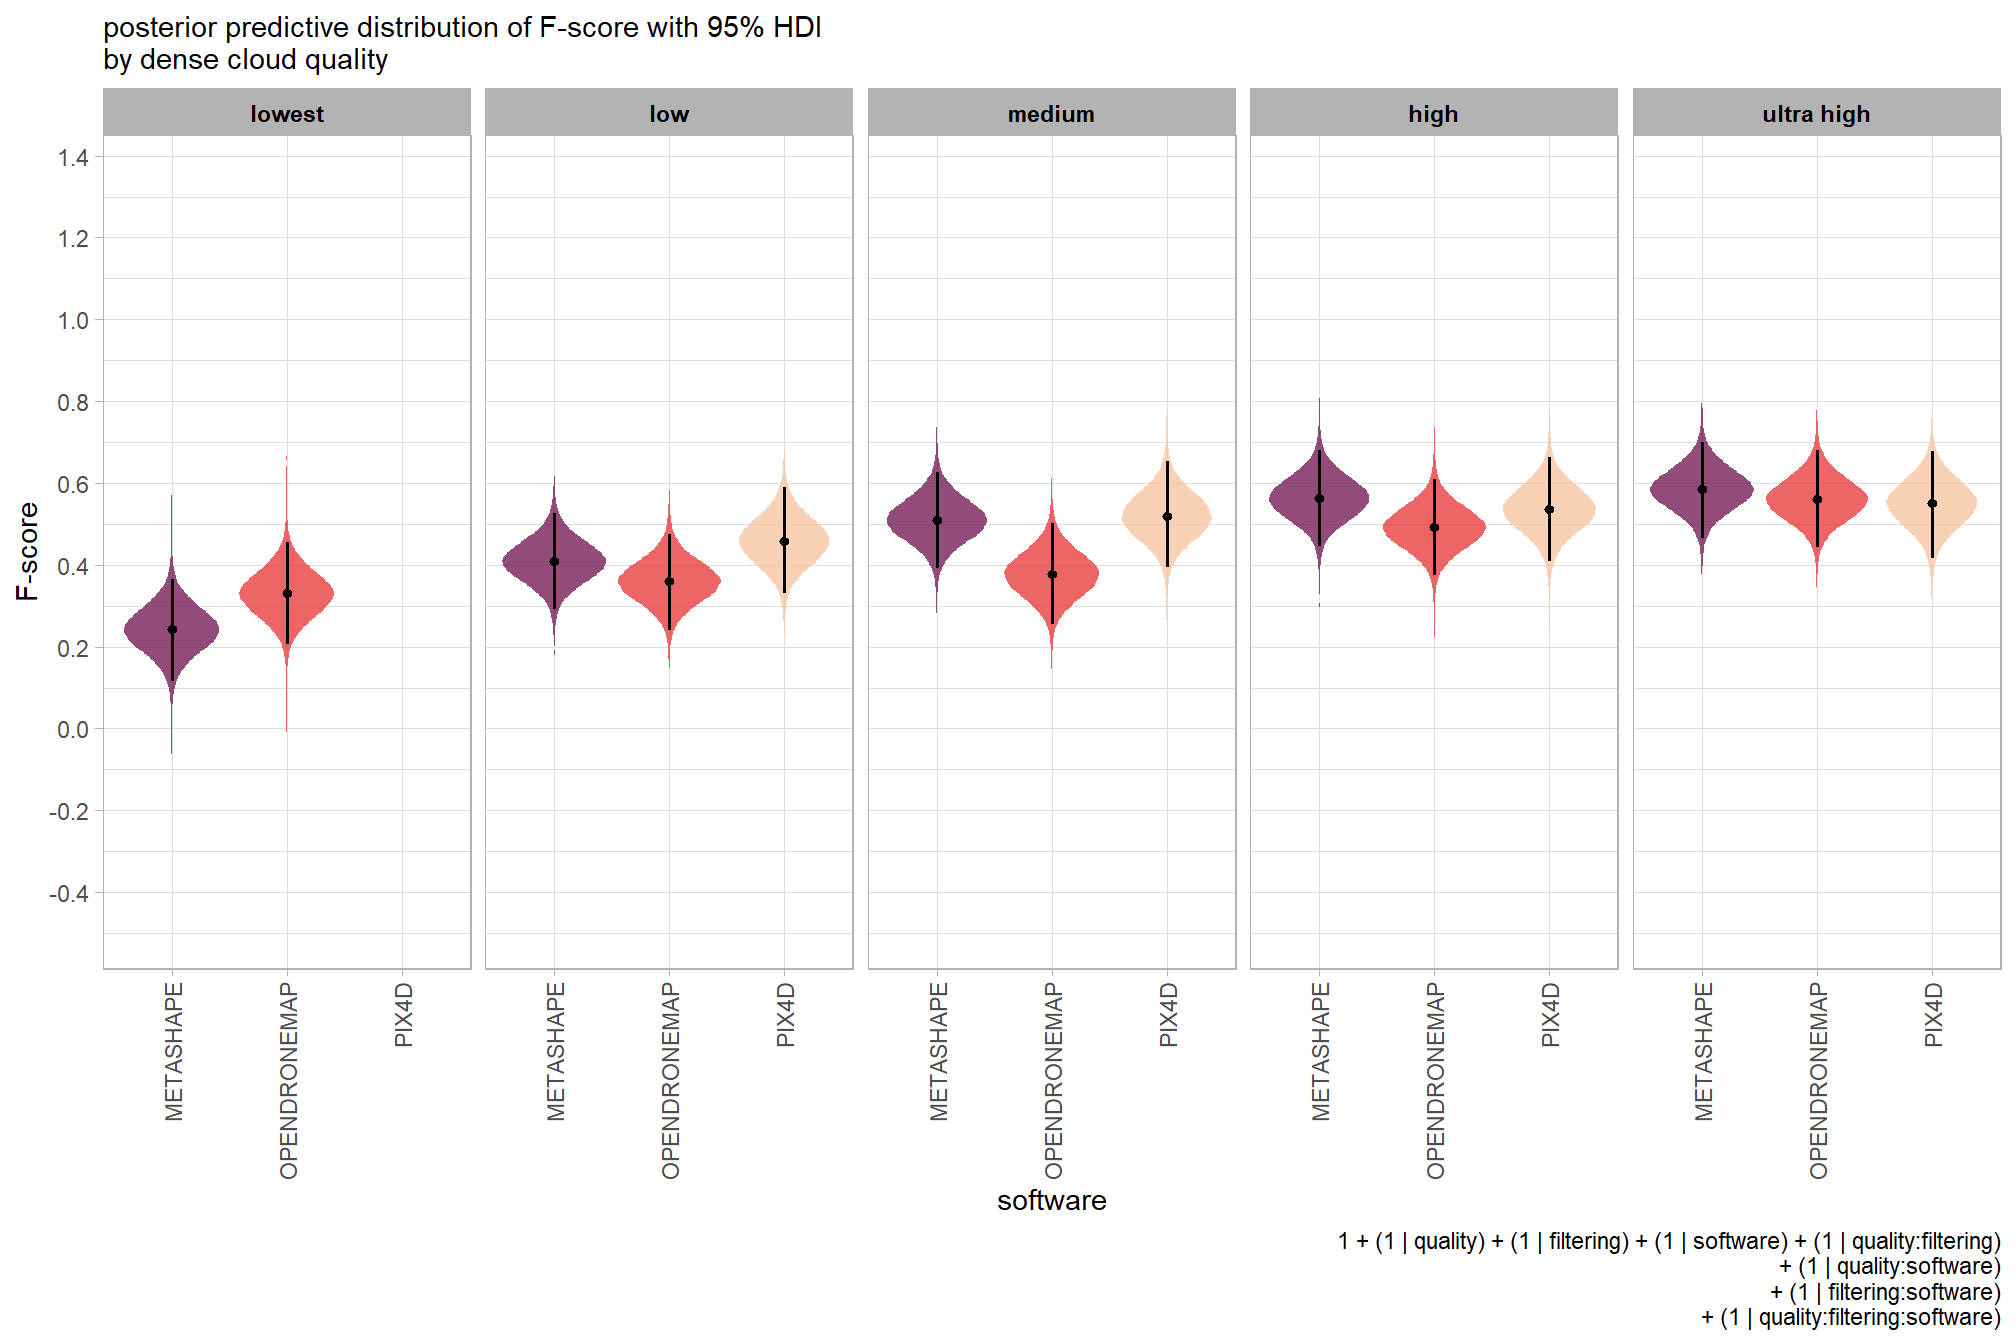 posterior predictive distribution of F-score with 95% HDI
by dense cloud quality
lowest
low
medium
high
ultra high
F-score
1.4
1.2
1.0
0.8
0.6
0.4
0.2
0.0
-0.2
-0.4
METASHAPE
OPENDRONEMAP
PIX4D
METASHAPE
OPENDRONEMAP
PIX4D
METASHAPE
OPENDRONEMAP
PIX4D
METASHAPE
OPENDRONEMAP
PIX4D
METASHAPE
OPENDRONEMAP
PIX4D
software
1 + (1 | quality) + (1 | filtering) + (1 | software) + (1 | quality:filtering)
+ (1 | quality:software)
+ (1 | filtering:software)
+ (1 | quality:filtering:software)